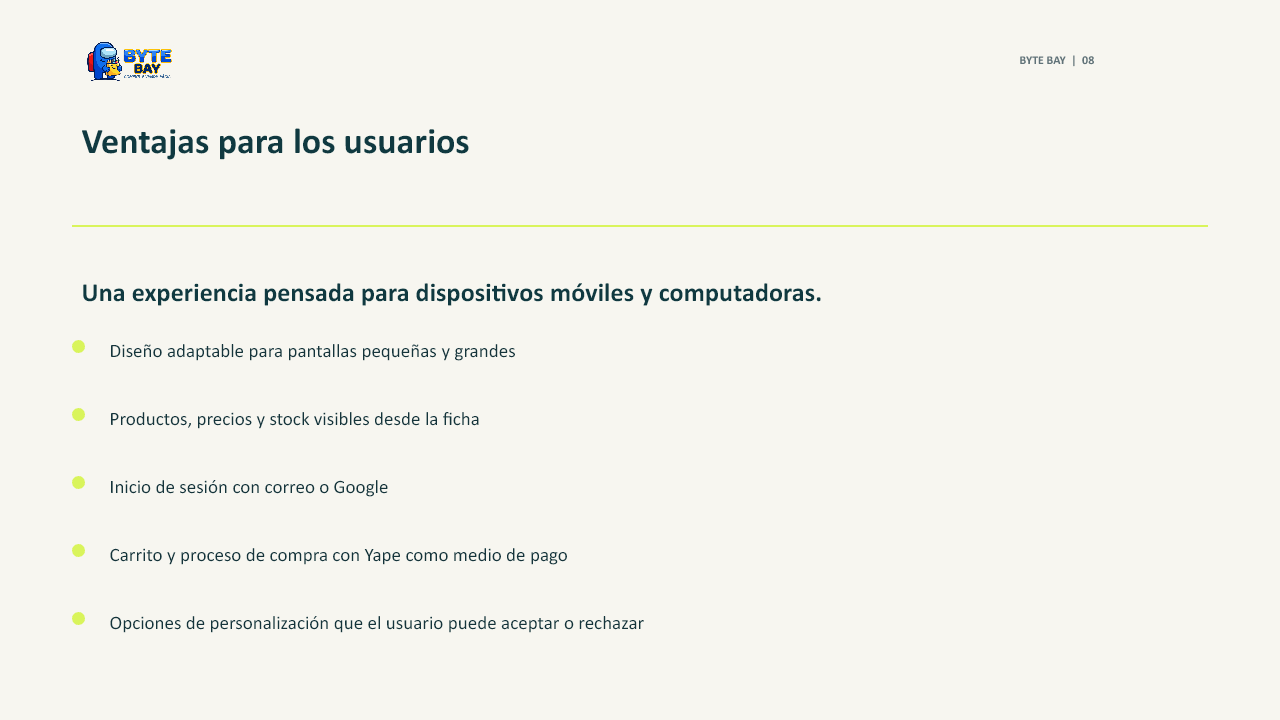 BYTE
BAY
BYTE BAY | 08
Ventajas para los usuarios
Una experiencia pensada para dispositivos móviles y computadoras.
Diseño adaptable para pantallas pequeñas y grandes
Productos, precios y stock visibles desde la ficha
Inicio de sesión con correo o Google
Carrito y proceso de compra con Yape como medio de pago
Opciones de personalización que el usuario puede aceptar o rechazar